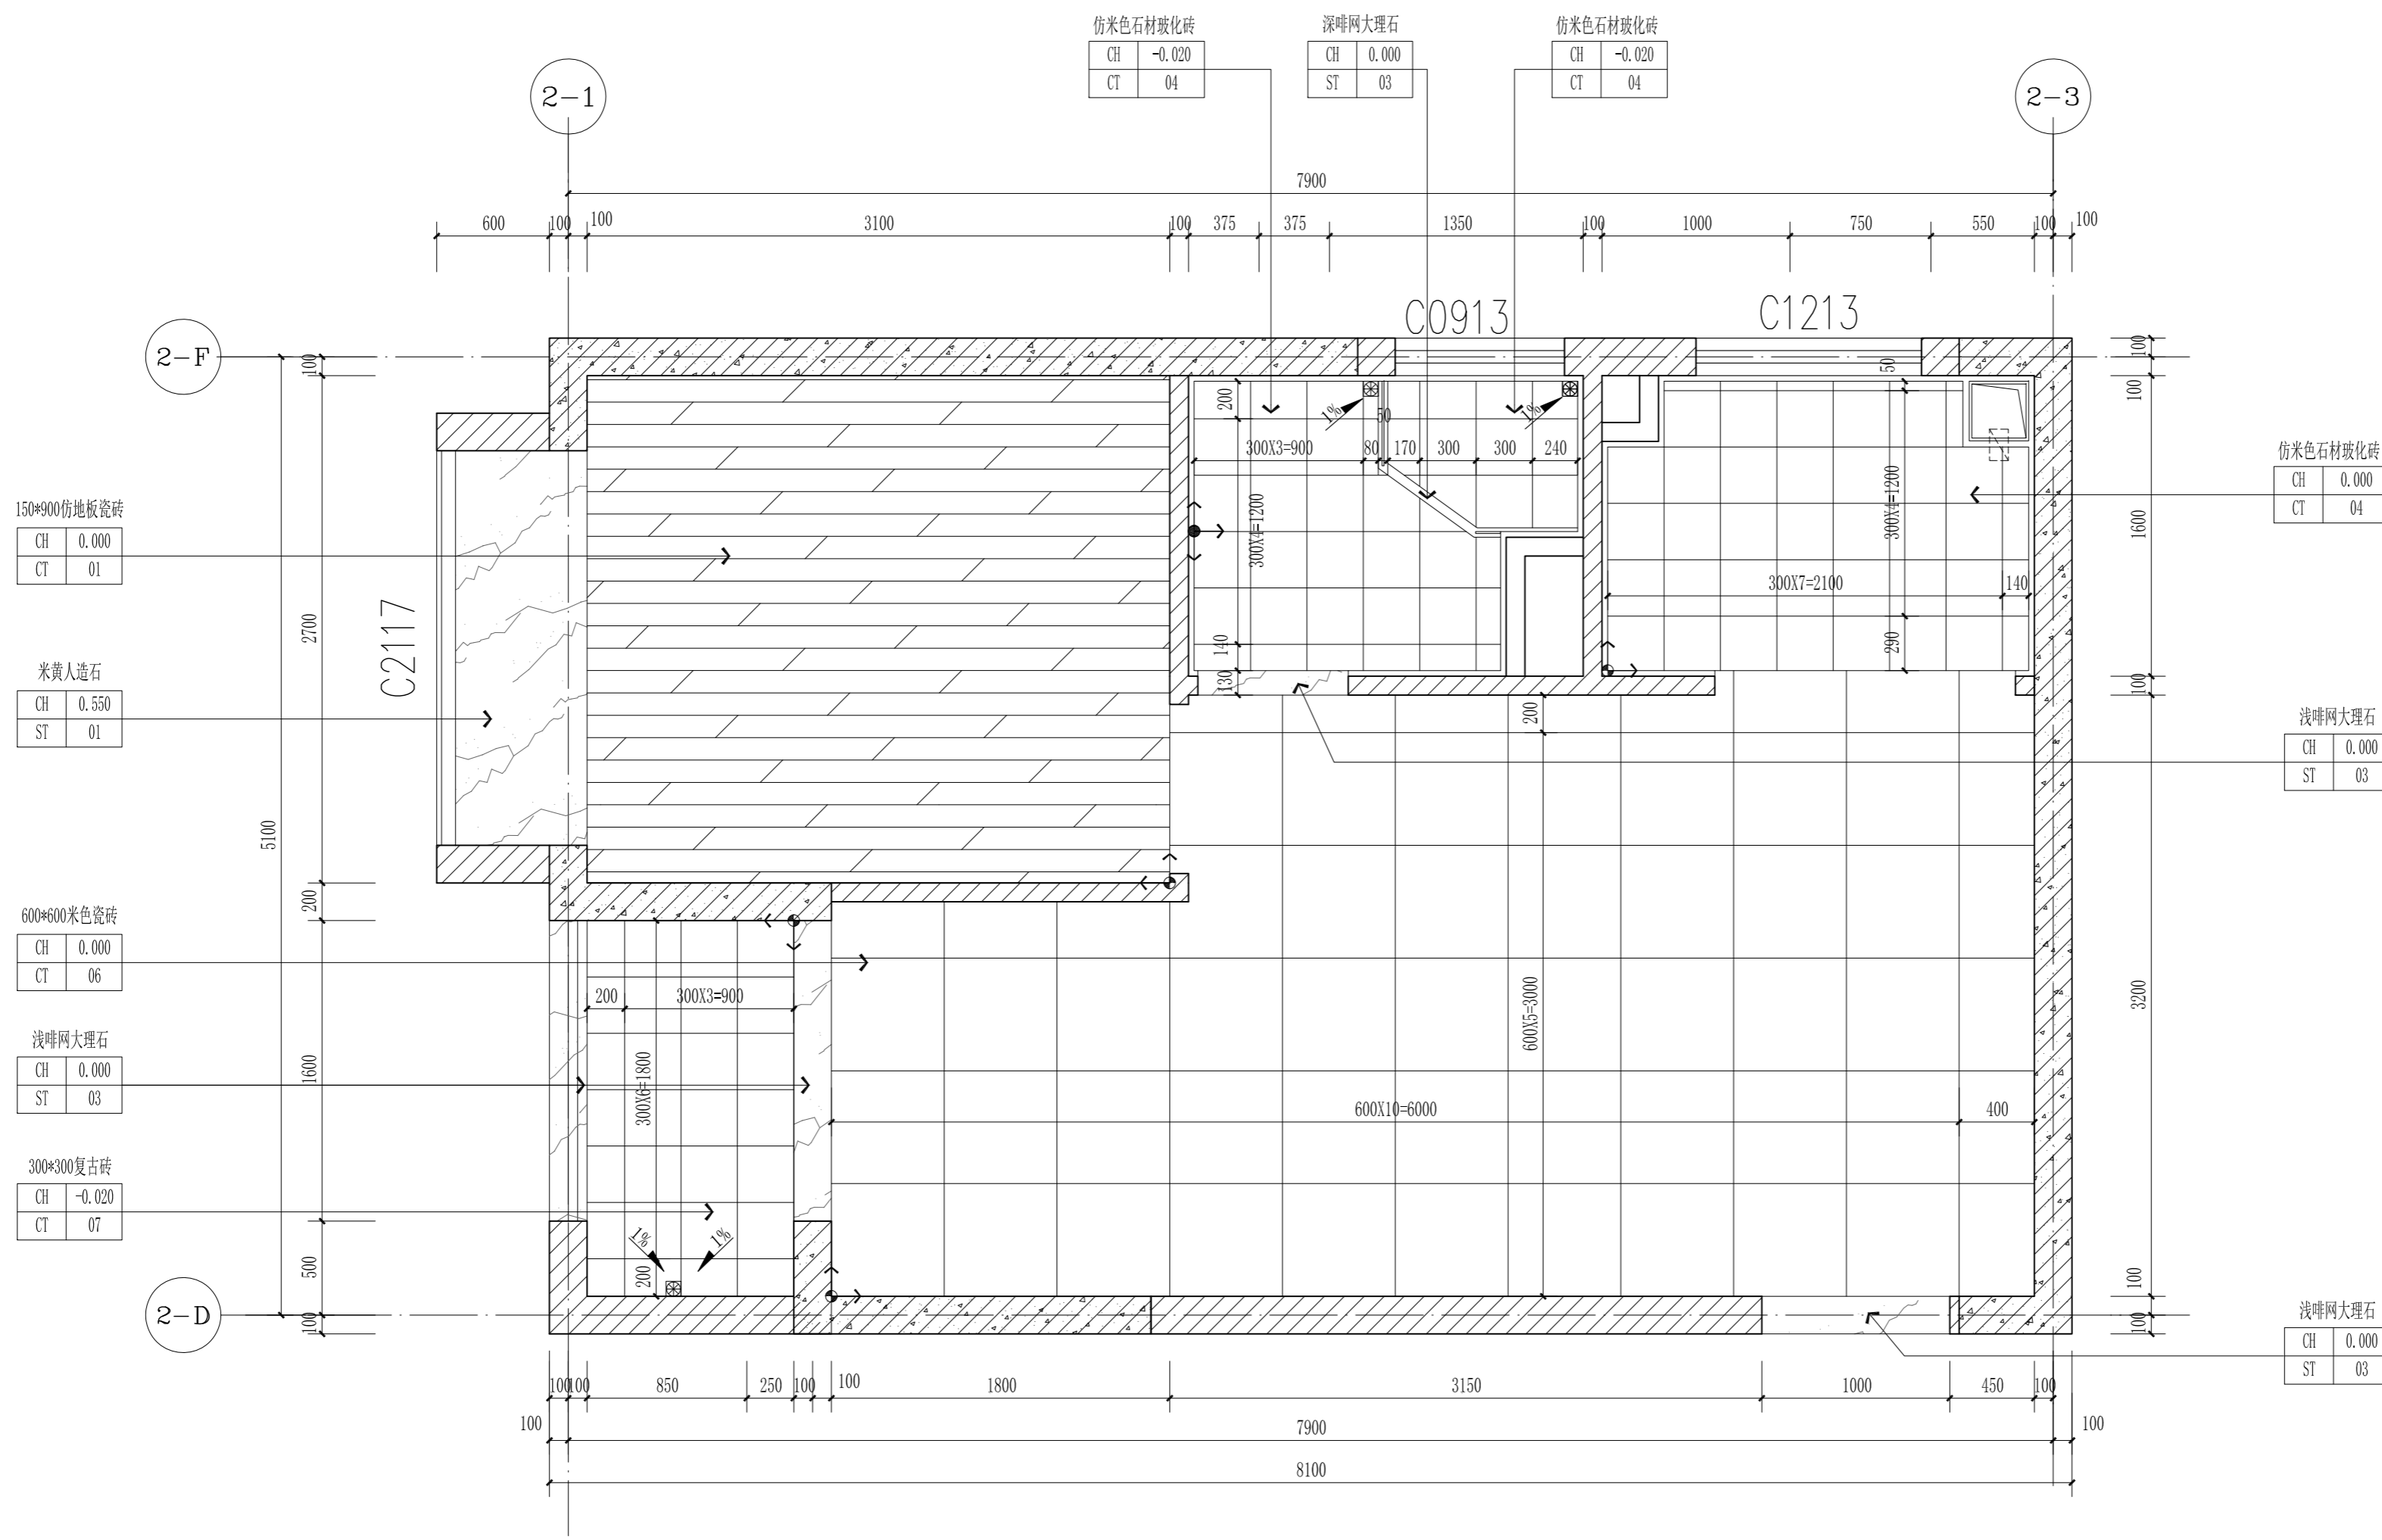 仿米色石材玻化砖
CH -0.020
CT 04
深啡网大理石
CH 0.000
ST 03
仿米色石材玻化砖
CH -0.020
CT 04
2-1
2-3
7900
600 100 100 3100 100 375 375 1350 100 1000 750 550 100 100
C0913
C1213
2-F
100
100
100
50
200
1%
50
1%
300X3=900 80 170 300 300 240
300X4=1200
140
130
300X4=1200
300X7=2100 140
290
1600
100
仿米色石材玻化砖
CH 0.000
CT 04
150*900仿地板瓷砖
CH 0.000
CT 01
C2117
2700
5100
米黄人造石
CH 0.550
ST 01
200
浅啡网大理石
CH 0.000
ST 03
200
600*600米色瓷砖
CH 0.000
CT 06
200 300X3=900
600X5=3000
3200
浅啡网大理石
CH 0.000
ST 03
1600
300X6=1800
600X10=6000 400
300*300复古砖
CH -0.020
CT 07
1% 1%
500
200
100
2-D
100
100
浅啡网大理石
CH 0.000
ST 03
100 100 850 250 100 100 1800 3150 1000 450 100
100 7900 100
8100